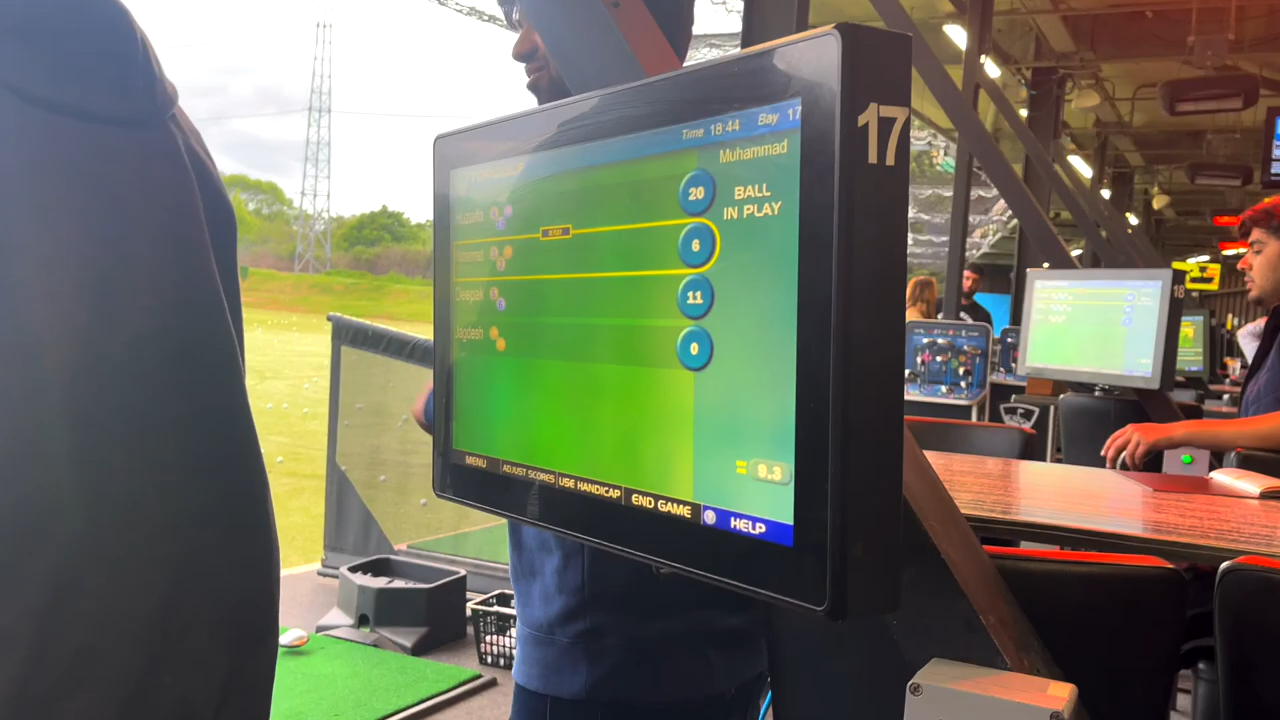 Time 18:44 Bay 17
Muhammad
20
BALL
IN PLAY
6
Deepak
11
Jagdesh
0
9.3
MENU
ADJUST SCORES
USE HANDICAP
END GAME
HELP
17
18